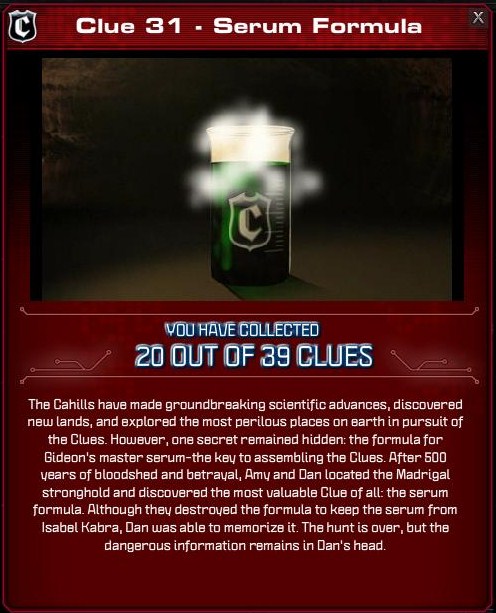 Clue 31 - Serum Formula
X
C
C
YOU HAVE COLLECTED
20 OUT OF 39 CLUES
The Cahills have made groundbreaking scientific advances, discovered
new lands, and explored the most perilous places on earth in pursuit of
the Clues. However, one secret remained hidden: the formula for
Gideon's master serum-the key to assembling the Clues. After 500
years of bloodshed and betrayal, Amy and Dan located the Madrigal
stronghold and discovered the most valuable Clue of all: the serum
formula. Although they destroyed the formula to keep the serum from
Isabel Kabra, Dan was able to memorize it. The hunt is over, but the
dangerous information remains in Dan's head.